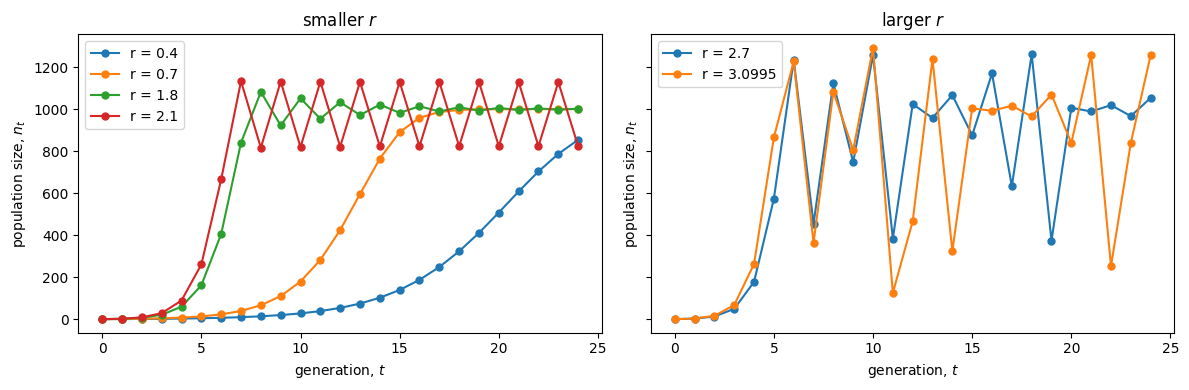 smaller r
r = 0.4
r = 0.7
r = 1.8
r = 2.1
1200
1000
800
600
400
200
0
population size, n_t
0 5 10 15 20 25
generation, t
larger r
r = 2.7
r = 3.0995
population size, n_t
0 5 10 15 20 25
generation, t